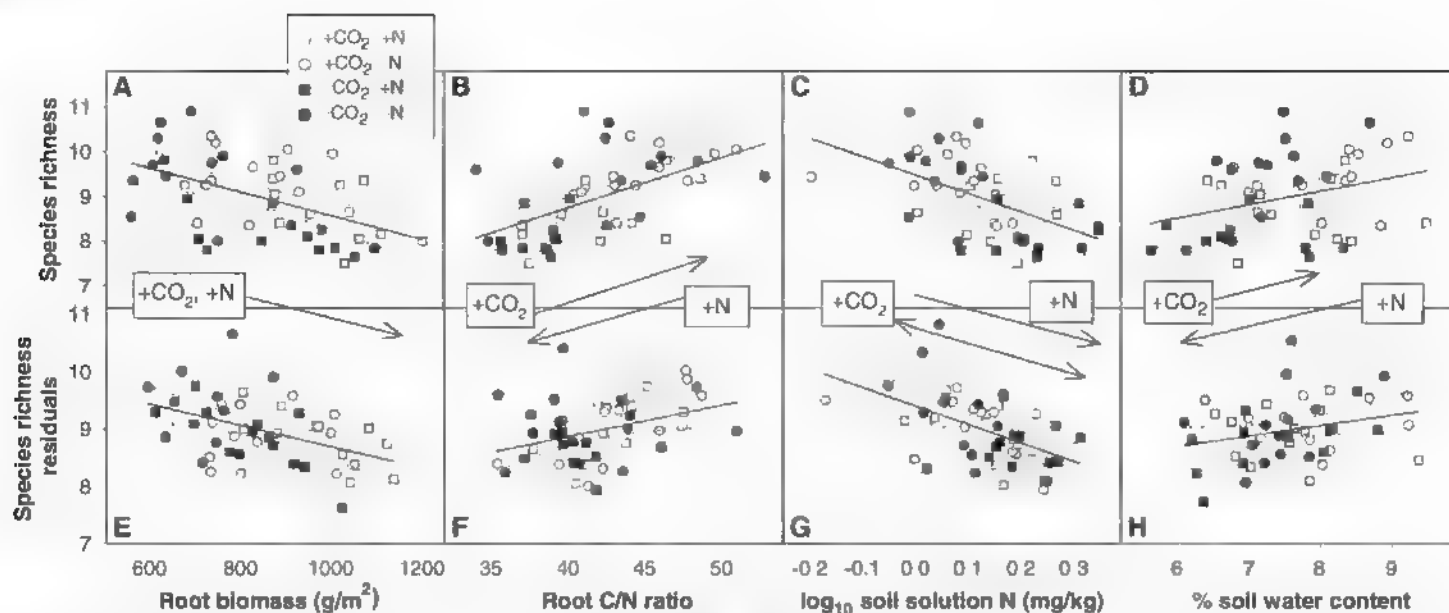 +CO2 +N
+CO2 N
CO2 +N
CO2 N
A
B
C
D
Species richness
11
10
9
8
7
+CO2, +N
+CO2
+N
+CO2
+N
+CO2
+N
Species richness
residuals
11
10
9
8
7
E
F
G
H
600 800 1000 1200
35 40 45 50
-0.2 -0.1 0.0 0.1 0.2 0.3
6 7 8 9
Root biomass (g/m2)
Root C/N ratio
log10 soil solution N (mg/kg)
% soil water content